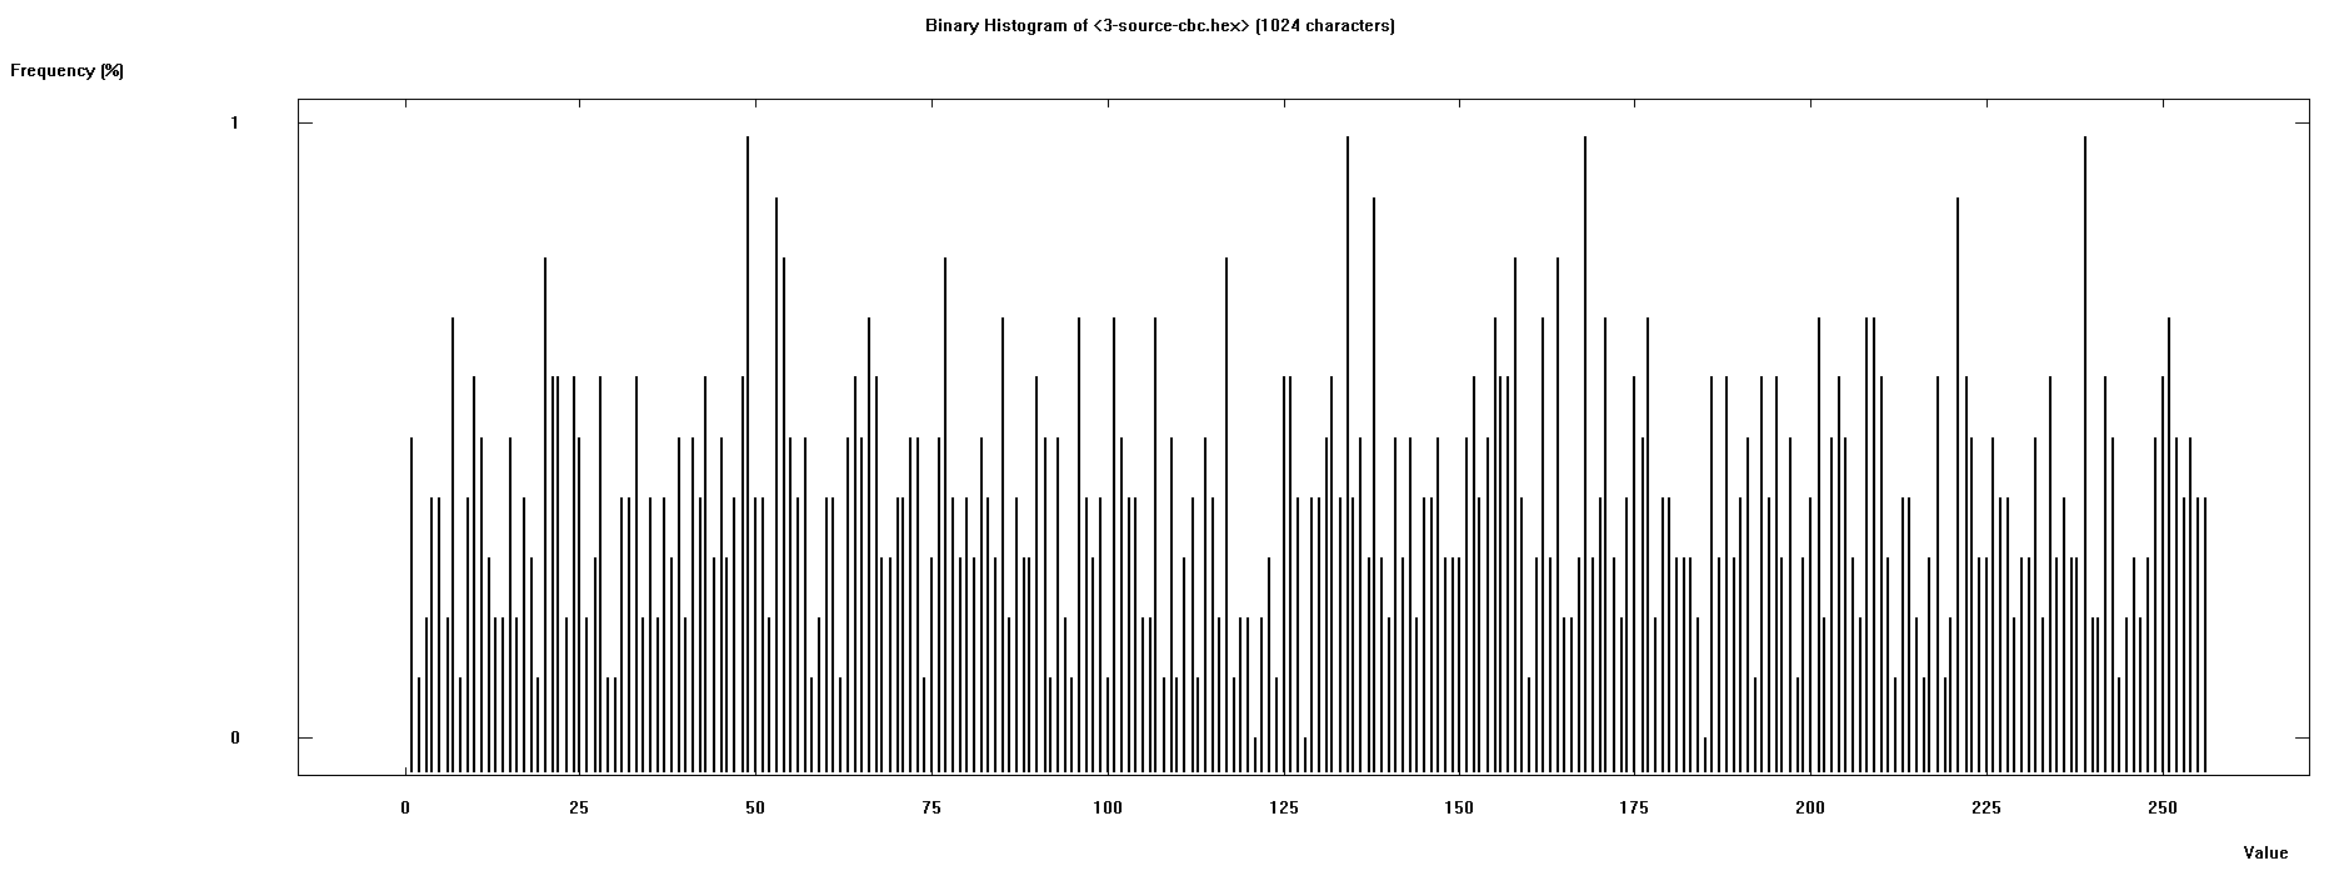 Binary Histogram of <3-source-cbc.hex> (1024 characters)
Frequency (%)
1
0
0 25 50 75 100 125 150 175 200 225 250
Value